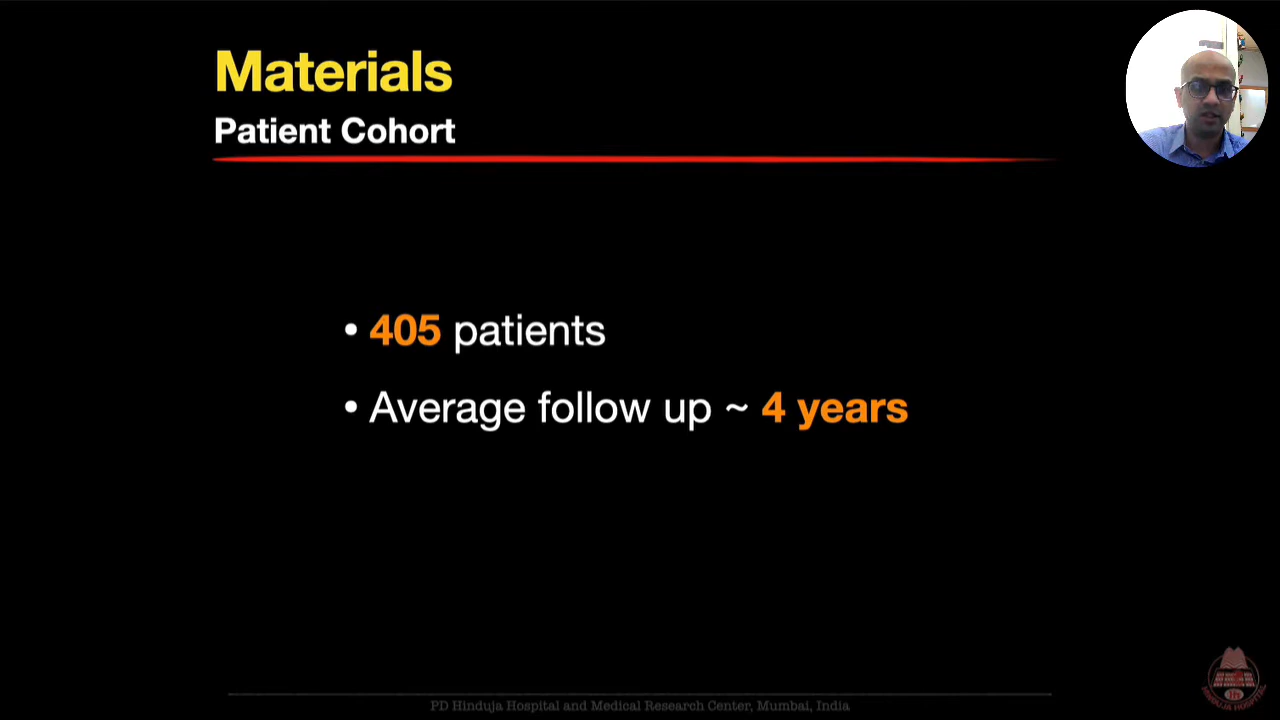 Materials
Patient Cohort
• 405 patients
• Average follow up ~ 4 years
PD Hinduja Hospital and Medical Research Center, Mumbai, India